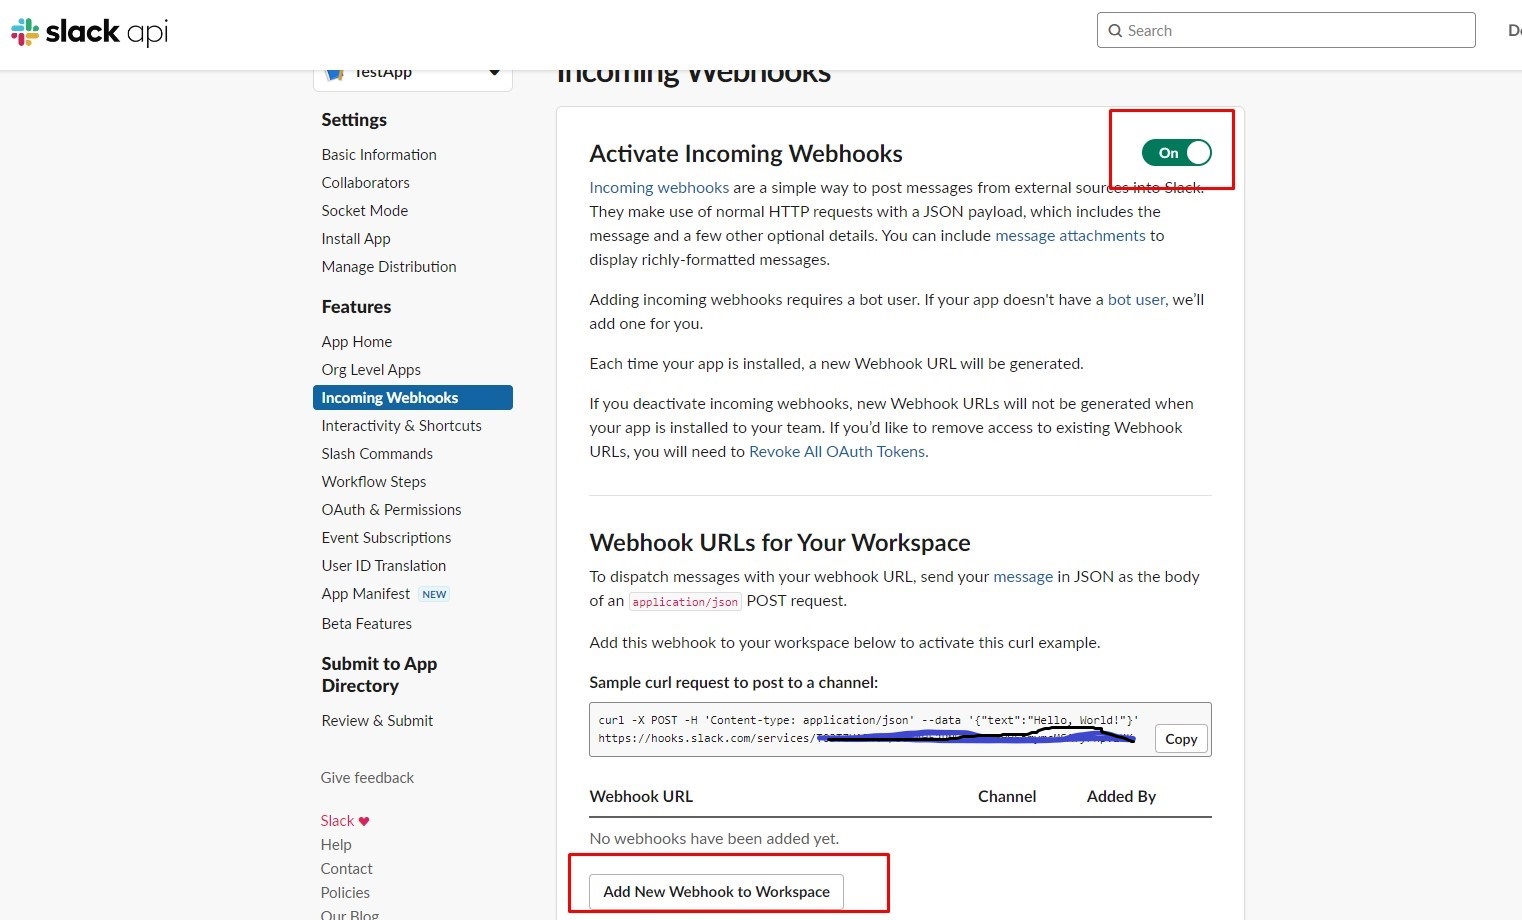 slack api
Search
TestApp
Incoming Webhooks
Settings
Basic Information
Collaborators
Socket Mode
Install App
Manage Distribution
Features
App Home
Org Level Apps
Incoming Webhooks
Interactivity & Shortcuts
Slash Commands
Workflow Steps
OAuth & Permissions
Event Subscriptions
User ID Translation
App Manifest NEW
Beta Features
Submit to App
Directory
Review & Submit
Give feedback
Slack
Help
Contact
Policies
Our Blog
Activate Incoming Webhooks
On
Incoming webhooks are a simple way to post messages from external sources into Slack.
They make use of normal HTTP requests with a JSON payload, which includes the
message and a few other optional details. You can include message attachments to
display richly-formatted messages.
Adding incoming webhooks requires a bot user. If your app doesn't have a bot user, we’ll
add one for you.
Each time your app is installed, a new Webhook URL will be generated.
If you deactivate incoming webhooks, new Webhook URLs will not be generated when
your app is installed to your team. If you’d like to remove access to existing Webhook
URLs, you will need to Revoke All OAuth Tokens.
Webhook URLs for Your Workspace
To dispatch messages with your webhook URL, send your message in JSON as the body
of an application/json POST request.
Add this webhook to your workspace below to activate this curl example.
Sample curl request to post to a channel:
curl -X POST -H 'Content-type: application/json' --data '{"text":"Hello, World!"}'
https://hooks.slack.com/services/
Copy
Webhook URL Channel Added By
No webhooks have been added yet.
Add New Webhook to Workspace